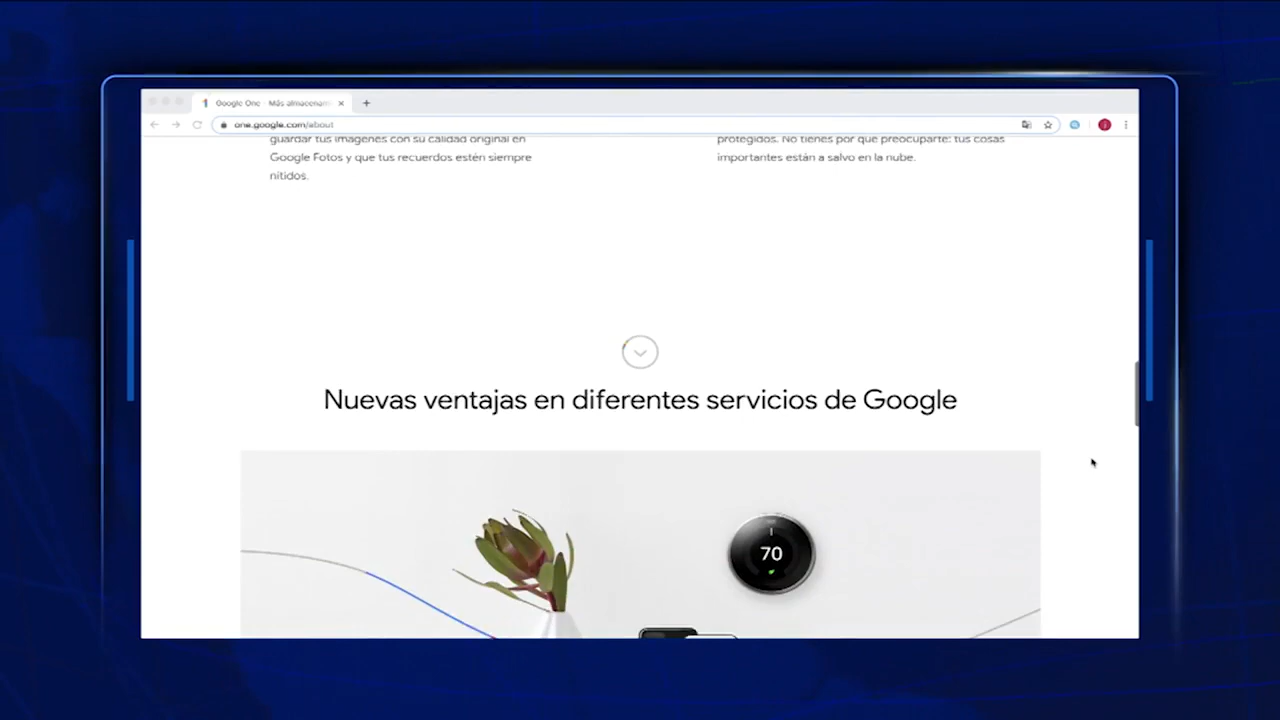 Google One - Más almacenam
one.google.com/about
guardar tus imágenes con su calidad original en
Google Fotos y que tus recuerdos estén siempre
nítidos.
protegidos. No tienes por qué preocuparte: tus cosas
importantes están a salvo en la nube.
Nuevas ventajas en diferentes servicios de Google
70